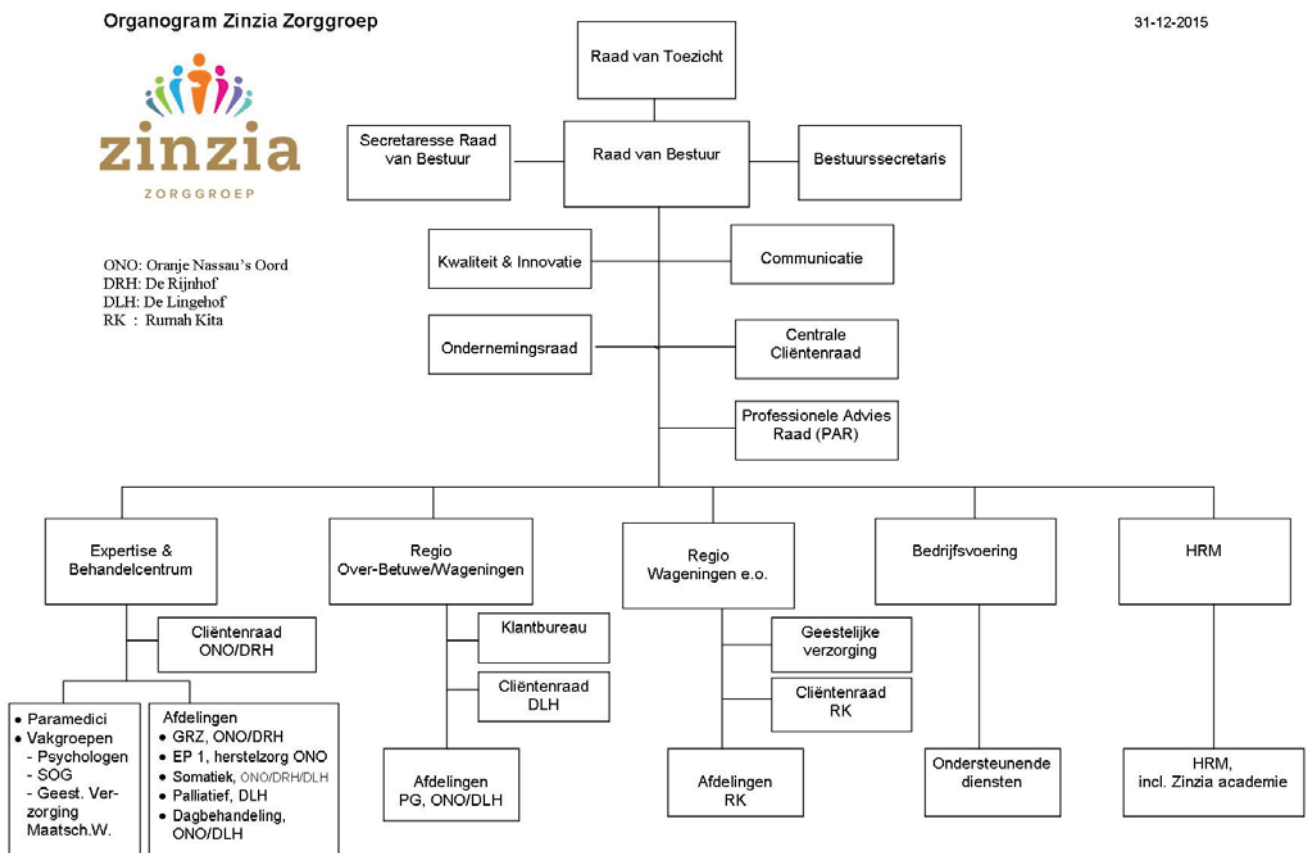 Organogram Zinzia Zorggroep
31-12-2015
zinzia
ZORGGROEP
Raad van Toezicht
Secretaresse Raad
van Bestuur
Raad van Bestuur
Bestuurssecretaris
ONO: Oranje Nassau's Oord
DRH: De Rijnhof
DLH: De Lingehof
RK : Rumah Kita
Kwaliteit & Innovatie
Communicatie
Ondernemingsraad
Centrale
Cliëntenraad
Professionele Advies
Raad (PAR)
Expertise &
Behandelcentrum
Regio
Over-Betuwe/Wageningen
Regio
Wageningen e.o.
Bedrijfsvoering
HRM
Cliëntenraad
ONO/DRH
Klantbureau
Cliëntenraad
DLH
Geestelijke
verzorging
Cliëntenraad
RK
• Paramedici
• Vakgroepen
- Psychologen
- SOG
- Geest. Ver-
zorging
Maatsch.W.
Afdelingen
• GRZ, ONO/DRH
• EP 1, herstelzorg ONO
• Somatiek, ONO/DRH/DLH
• Palliatief, DLH
• Dagbehandeling,
ONO/DLH
Afdelingen
PG, ONO/DLH
Afdelingen
RK
Ondersteunende
diensten
HRM,
incl. Zinzia academie